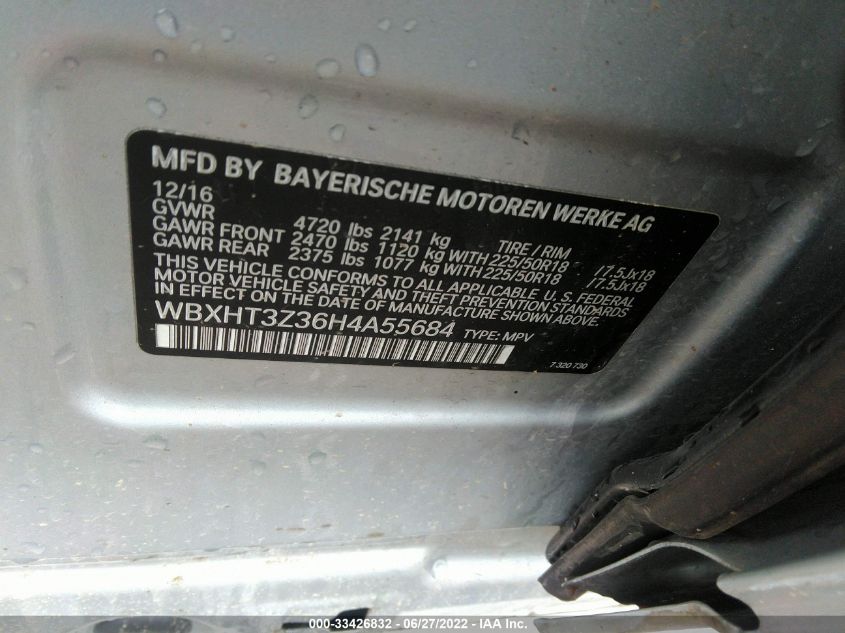 MFD BY BAYERISCHE MOTOREN WERKE AG
12/16
GVWR 4720 lbs 2141 kg TIRE / RIM
GAWR FRONT 2470 lbs 1120 kg WITH 225/50R18 /7.5Jx18
GAWR REAR 2375 lbs 1077 kg WITH 225/50R18 /7.5Jx18
THIS VEHICLE CONFORMS TO ALL APPLICABLE U. S. FEDERAL
MOTOR VEHICLE SAFETY AND THEFT PREVENTION STANDARDS
IN EFFECT ON THE DATE OF MANUFACTURE SHOWN ABOVE.
WBXHT3Z36H4A55684 TYPE: MPV
7 320 730
000-33426832 / 06/27/2022 - IAA Inc.